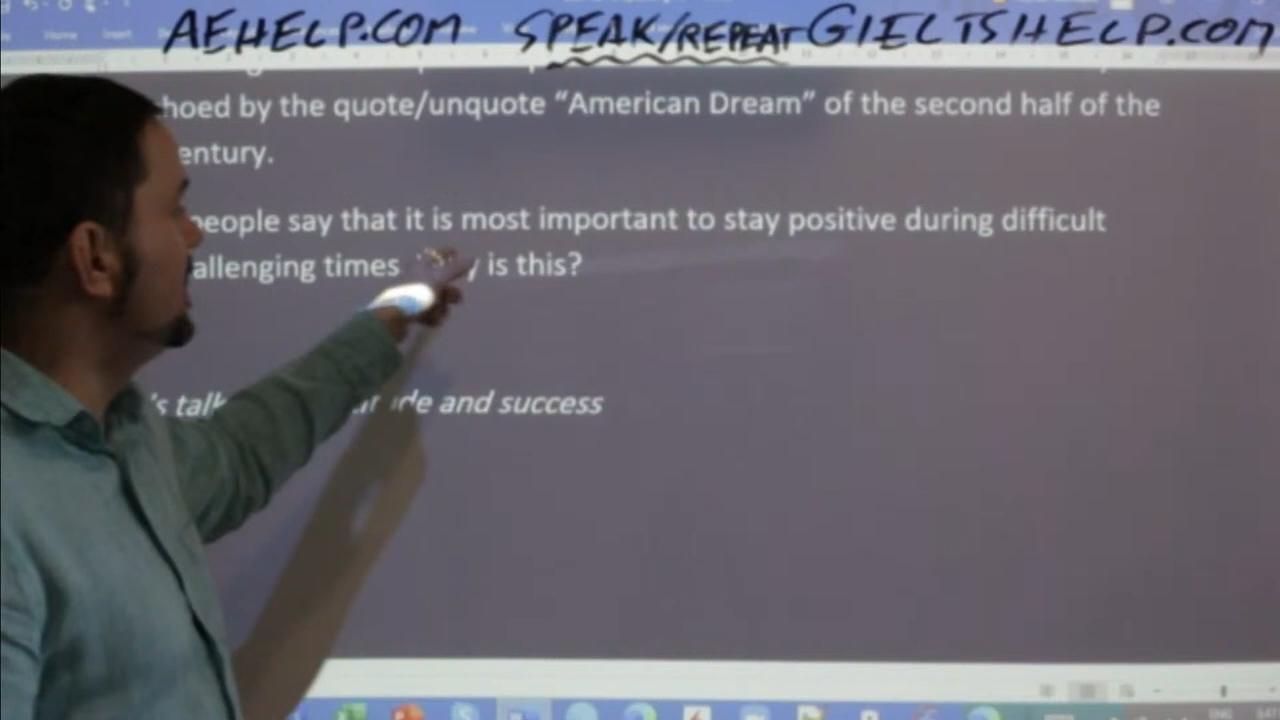 AEHELP.COM SPEAK/REPEAT GIELTSHELP.COM
Home Insert
hoed by the quote/unquote “American Dream” of the second half of the
entury.
people say that it is most important to stay positive during difficult
allenging times y is this?
's talk de and success